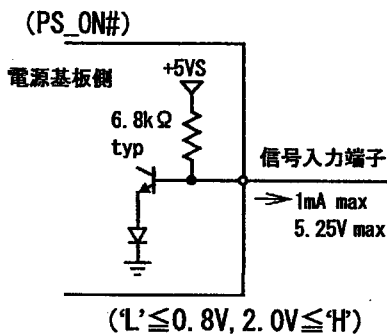 (PS_ON#)
電源基板側
+5VS
6.8kΩ
typ
信号入力端子
1mA max
5.25V max
(‘L’≦0.8V, 2.0V≦‘H’)